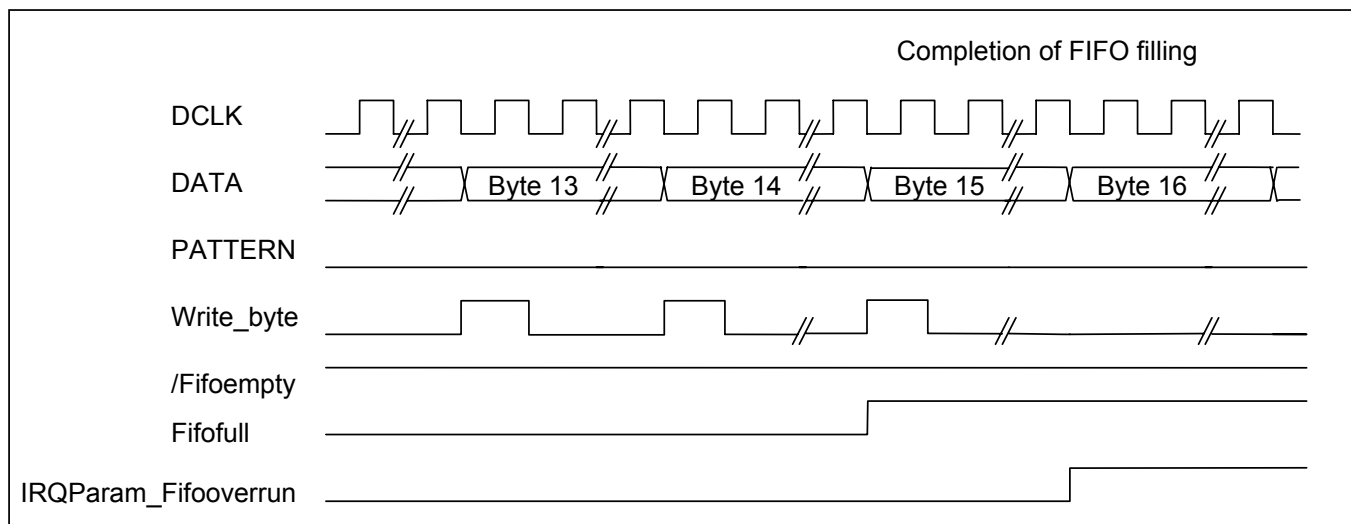 Completion of FIFO filling
DCLK
DATA
Byte 13 Byte 14 Byte 15 Byte 16
PATTERN
Write_byte
/Fifoempty
Fifofull
IRQParam_Fifooverrun